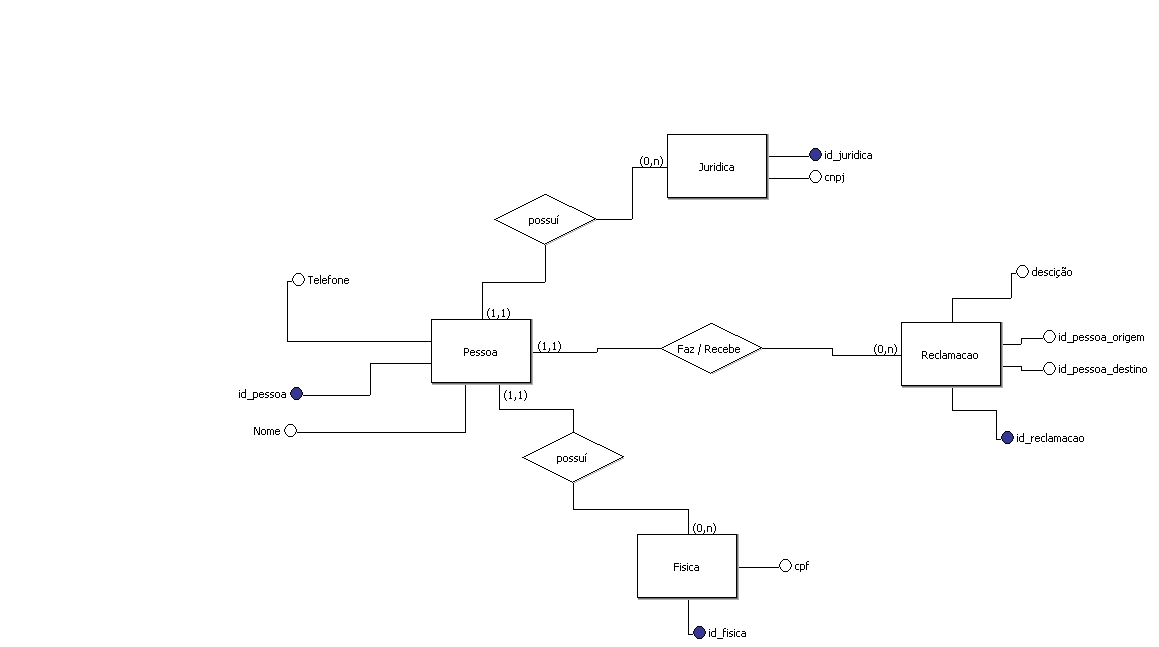 (0,n)
Juridica
id_juridica
cnpj
possuí
Telefone
(1,1)
descição
Pessoa
(1,1)
Faz / Recebe
(0,n)
Reclamacao
id_pessoa_origem
id_pessoa_destino
id_pessoa
(1,1)
Nome
id_reclamacao
possuí
(0,n)
Fisica
cpf
id_fisica